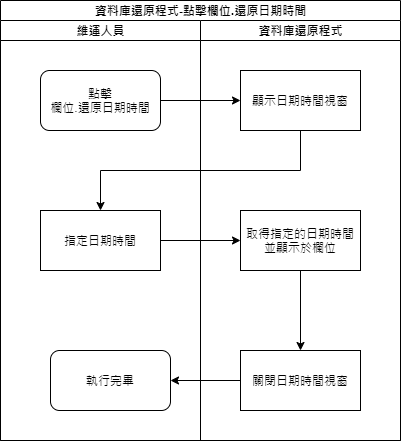 資料庫還原程式-點擊欄位.還原日期時間
維運人員
資料庫還原程式
點擊
欄位.還原日期時間
顯示日期時間視窗
指定日期時間
取得指定的日期時間
並顯示於欄位
執行完畢
關閉日期時間視窗